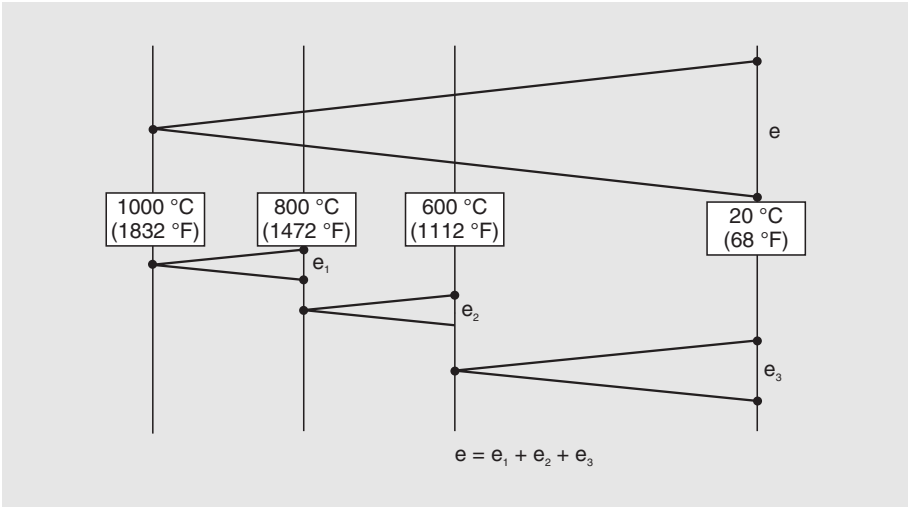 e
1000 °C
(1832 °F)
800 °C
(1472 °F)
600 °C
(1112 °F)
20 °C
(68 °F)
e₁
e₂
e₃
e = e₁ + e₂ + e₃